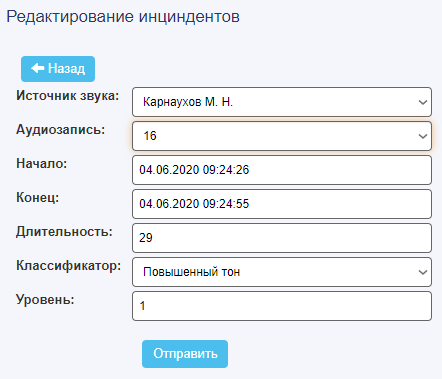 Редактирование инциндентов
Назад
Источник звука: Карнаухов М. Н.
Аудиозапись: 16
Начало: 04.06.2020 09:24:26
Конец: 04.06.2020 09:24:55
Длительность: 29
Классификатор: Повышенный тон
Уровень: 1
Отправить